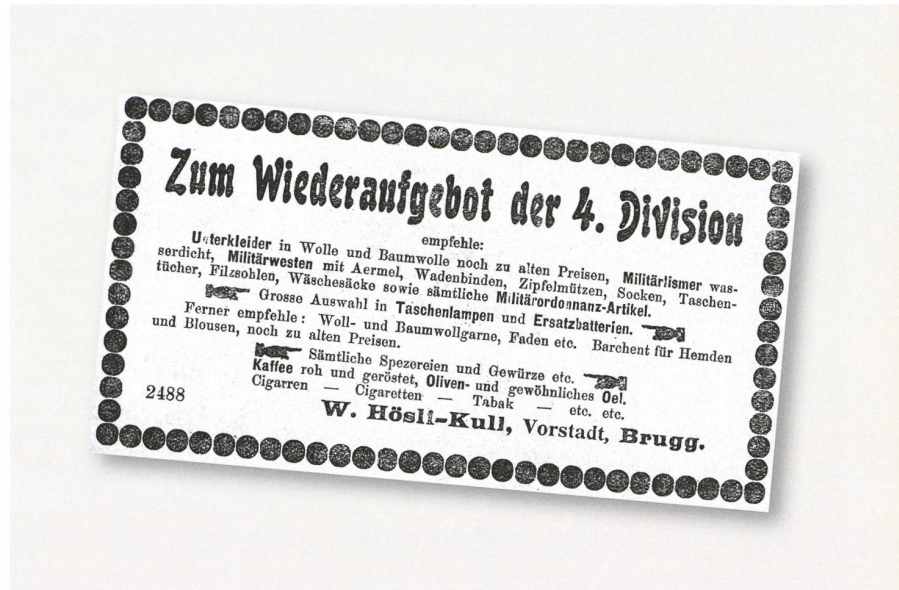 Zum Wiederaufgebot der 4. Division
empfehle:
Unterkleider in Wolle und Baumwolle noch zu alten Preisen, Militärlismer was-
serdicht, Militärwesten mit Aermel, Wadenbinden, Zipfelmützen, Socken, Taschen-
tücher, Filzsohlen, Wäschesäcke sowie sämtliche Militärordonnanz-Artikel.
Grosse Auswahl in Taschenlampen und Ersatzbatterien.
Ferner empfehle: Woll- und Baumwollgarne, Faden etc. Barchent für Hemden
und Blousen, noch zu alten Preisen.
Sämtliche Spezereien und Gewürze etc.
Kaffee roh und geröstet, Oliven- und gewöhnliches Oel.
Cigarren — Cigaretten — Tabak — etc. etc.
2488
W. Hösli-Kull, Vorstadt, Brugg.